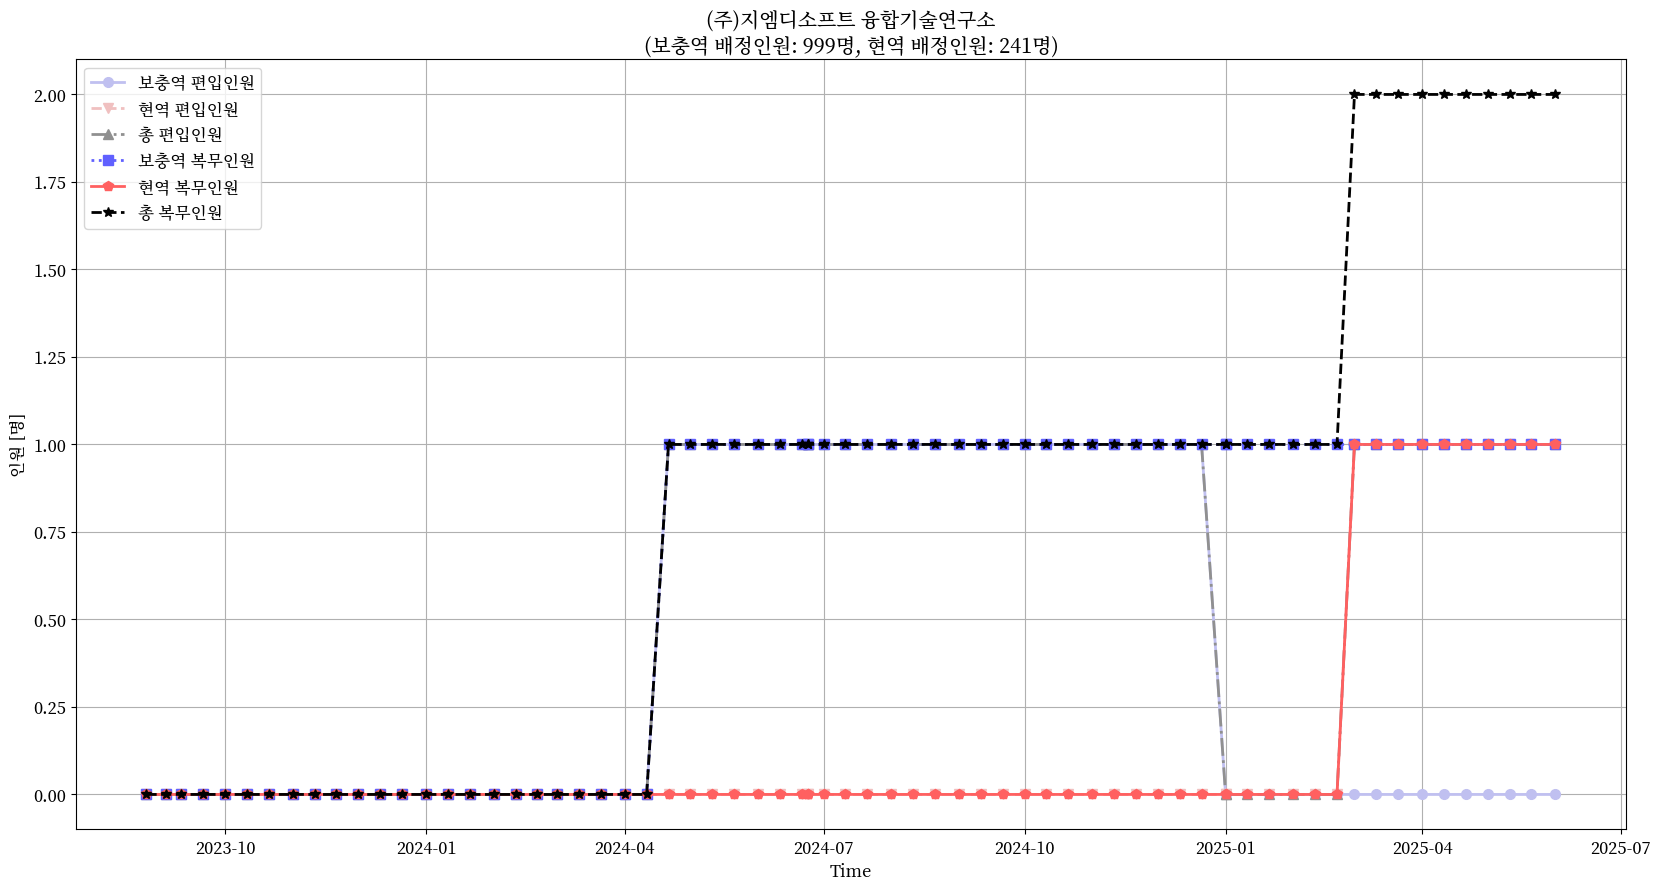 (주)지엠디소프트 융합기술연구소
(보충역 배정인원: 999명, 현역 배정인원: 241명)
보충역 편입인원
현역 편입인원
총 편입인원
보충역 복무인원
현역 복무인원
총 복무인원
인원 [명]
2.00
1.75
1.50
1.25
1.00
0.75
0.50
0.25
0.00
2023-10
2024-01
2024-04
2024-07
2024-10
2025-01
2025-04
2025-07
Time